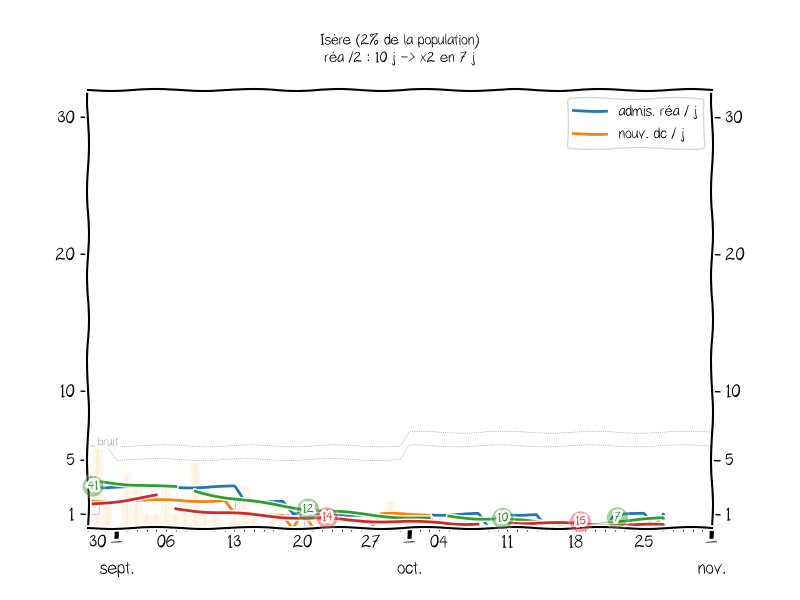 Isère (2% de la population)
réa /2 : 10 j -> x2 en 7 j
admis. réa / j
nouv. dc / j
30
30
20
20
10
10
bruit
5
5
41
12
14
10
15
7
1
1
30 06 13 20 27 04 11 18 25
sept. oct. nov.